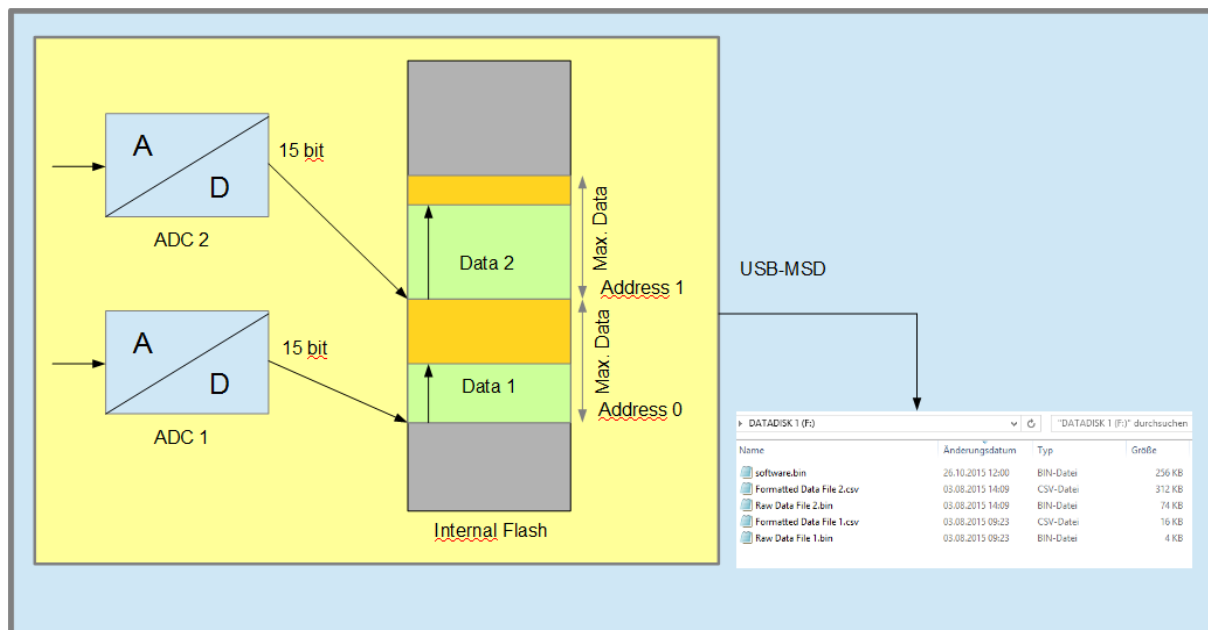 A
D
15 bit
ADC 2
A
D
15 bit
ADC 1
Data 2
Data 1
Max. Data
Address 1
Max. Data
Address 0
Internal Flash
USB-MSD
DATADISK 1 (F:)
"DATADISK 1 (F:)" durchsuchen
Name Änderungsdatum Typ Größe
software.bin 26.10.2015 12:00 BIN-Datei 256 KB
Formatted Data File 2.csv 03.08.2015 14:09 CSV-Datei 312 KB
Raw Data File 2.bin 03.08.2015 14:09 BIN-Datei 74 KB
Formatted Data File 1.csv 03.08.2015 09:23 CSV-Datei 16 KB
Raw Data File 1.bin 03.08.2015 09:23 BIN-Datei 4 KB